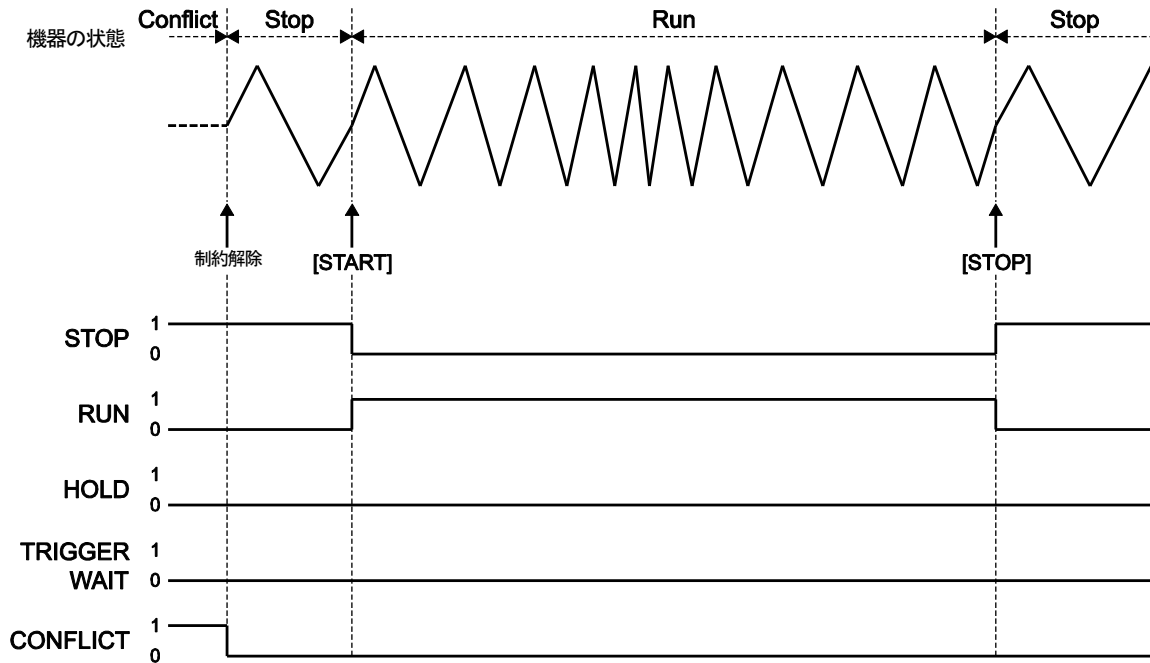 Conflict Stop Run Stop
機器の状態
制約解除 [START] [STOP]
1
STOP
0
1
RUN
0
1
HOLD
0
TRIGGER 1
WAIT 0
1
CONFLICT
0